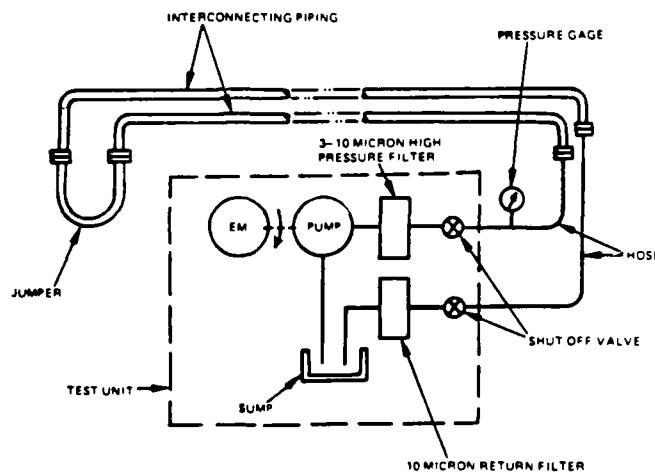 INTERCONNECTING PIPING
PRESSURE GAGE
3-10 MICRON HIGH
PRESSURE FILTER
EM
PUMP
HOSE
JUMPER
SHUT OFF VALVE
TEST UNIT
SUMP
10 MICRON RETURN FILTER